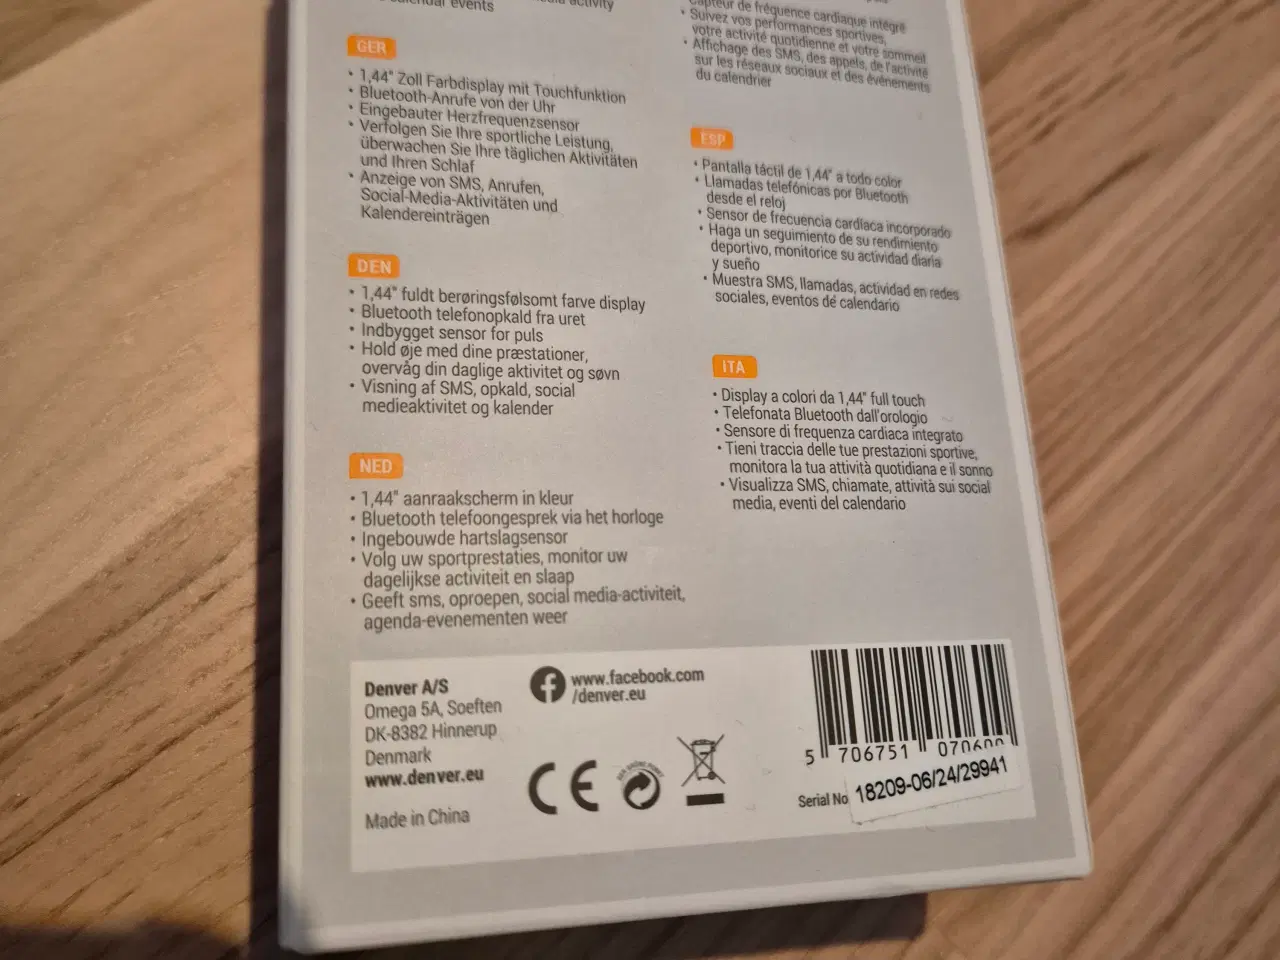 calendar events
activity
GER
• 1,44" Zoll Farbdisplay mit Touchfunktion
• Bluetooth-Anrufe von der Uhr
• Eingebauter Herzfrequenzsensor
• Verfolgen Sie Ihre sportliche Leistung,
überwachen Sie Ihre täglichen Aktivitäten
und Ihren Schlaf
• Anzeige von SMS, Anrufen,
Social-Media-Aktivitäten und
Kalendereinträgen
DEN
• 1,44" fuldt berøringsfølsomt farve display
• Bluetooth telefonopkald fra uret
• Indbygget sensor for puls
• Hold øje med dine præstationer,
overvåg din daglige aktivitet og søvn
• Visning af SMS, opkald, social
medieaktivitet og kalender
NED
• 1,44" aanraakscherm in kleur
• Bluetooth telefoongesprek via het horloge
• Ingebouwde hartslagsensor
• Volg uw sportprestaties, monitor uw
dagelijkse activiteit en slaap
• Geeft sms, oproepen, social media-activiteit,
agenda-evenementen weer
Capteur de fréquence cardiaque intégré
• Suivez vos performances sportives,
votre activité quotidienne et votre sommeil
• Affichage des SMS, des appels, de l'activité
sur les réseaux sociaux et des événements
du calendrier
ESP
• Pantalla táctil de 1,44" a todo color
• Llamadas telefónicas por Bluetooth
desde el reloj
• Sensor de frecuencia cardíaca incorporado
• Haga un seguimiento de su rendimiento
deportivo, monitorice su actividad diaria
y sueño
• Muestra SMS, llamadas, actividad en redes
sociales, eventos de calendario
ITA
• Display a colori da 1,44" full touch
• Telefonata Bluetooth dall'orologio
• Sensore di frequenza cardiaca integrato
• Tieni traccia delle tue prestazioni sportive,
monitora la tua attività quotidiana e il sonno
• Visualizza SMS, chiamate, attività sui social
media, eventi del calendario
Denver A/S
Omega 5A, Soeften
DK-8382 Hinnerup
Denmark
www.denver.eu
Made in China
www.facebook.com
/denver.eu
CE
5 706751 070600
Serial No 18209-06/24/29941